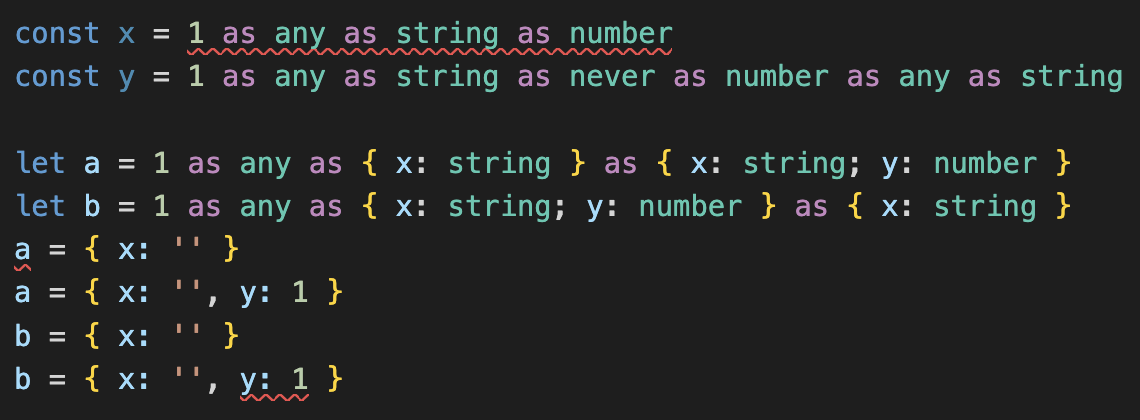 const x = 1 as any as string as number
const y = 1 as any as string as never as number as any as string
let a = 1 as any as { x: string } as { x: string; y: number }
let b = 1 as any as { x: string; y: number } as { x: string }
a = { x: '' }
a = { x: '', y: 1 }
b = { x: '' }
b = { x: '', y: 1 }